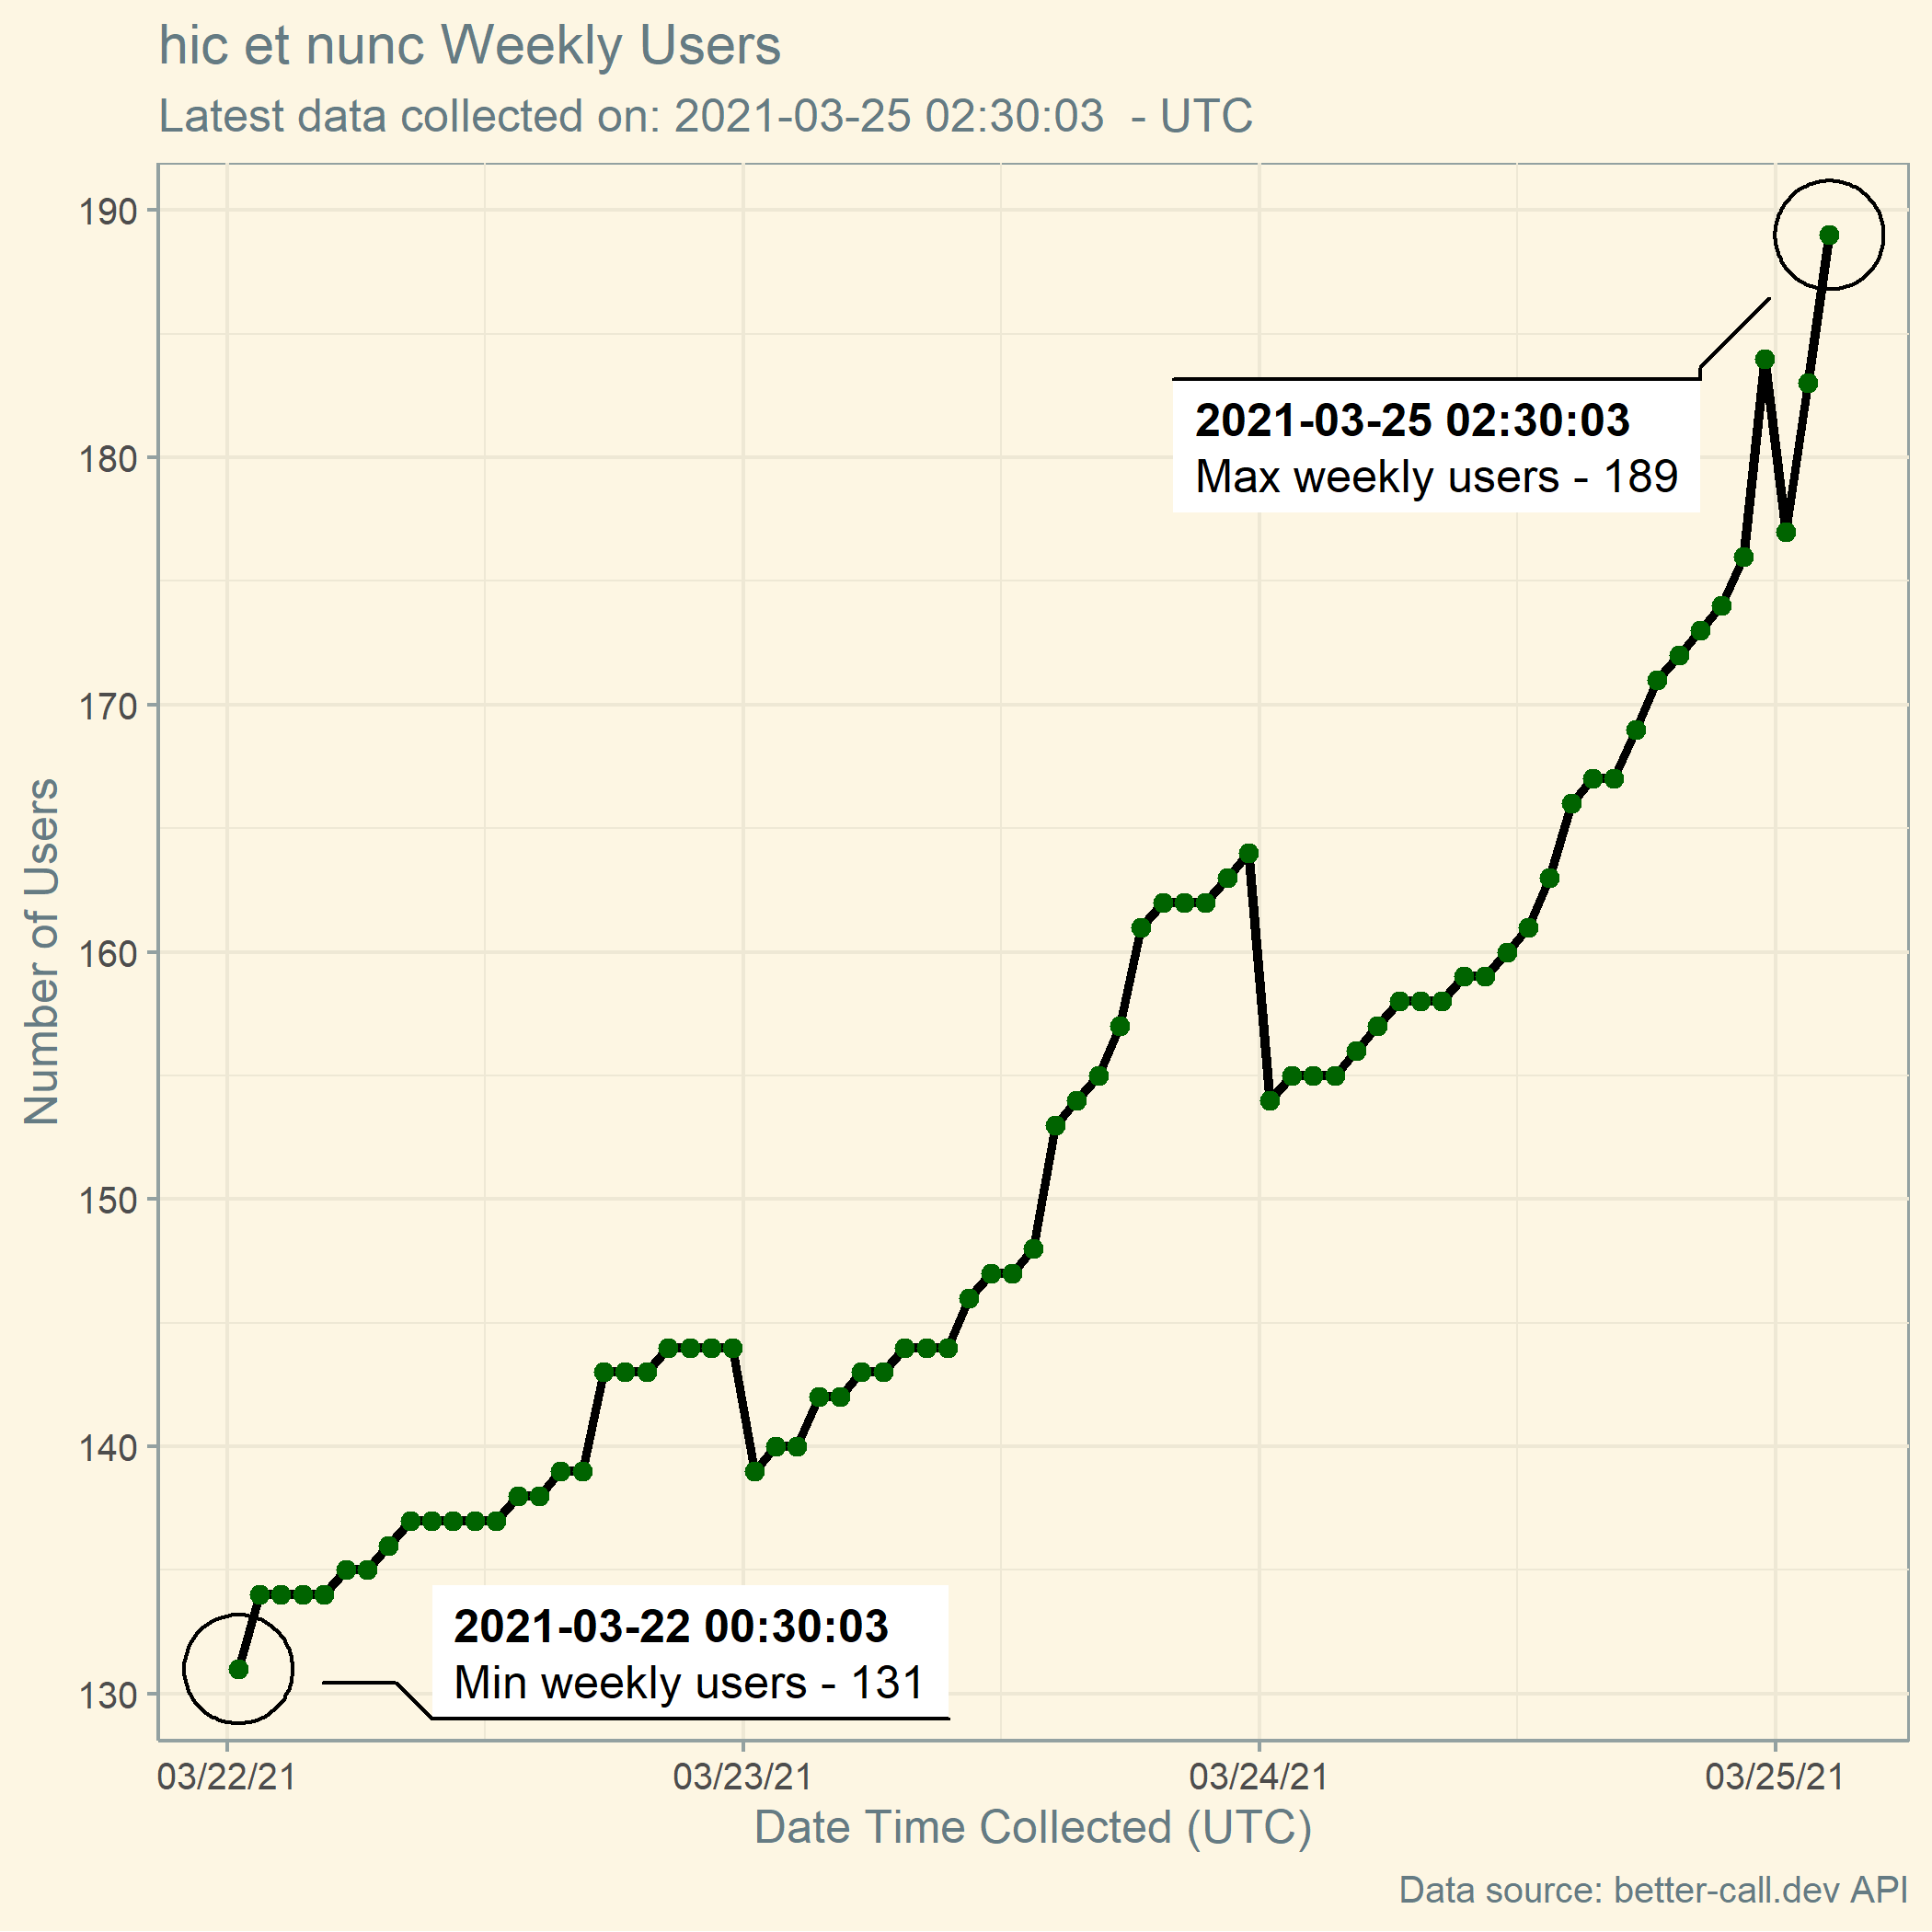 hic et nunc Weekly Users
Latest data collected on: 2021-03-25 02:30:03  - UTC
Number of Users
190
180
170
160
150
140
130
2021-03-25 02:30:03
Max weekly users - 189
2021-03-22 00:30:03
Min weekly users - 131
03/22/21
03/23/21
03/24/21
03/25/21
Date Time Collected (UTC)
Data source: better-call.dev API